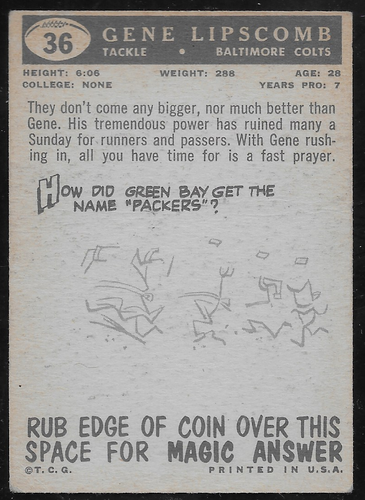 36
GENE LIPSCOMB
TACKLE • BALTIMORE COLTS
HEIGHT: 6:06 WEIGHT: 288 AGE: 28
COLLEGE: NONE YEARS PRO: 7
They don't come any bigger, nor much better than
Gene. His tremendous power has ruined many a
Sunday for runners and passers. With Gene rush-
ing in, all you have time for is a fast prayer.
HOW DID GREEN BAY GET THE
NAME "PACKERS"?
RUB EDGE OF COIN OVER THIS
SPACE FOR MAGIC ANSWER
©T. C. G. PRINTED IN U.S.A.